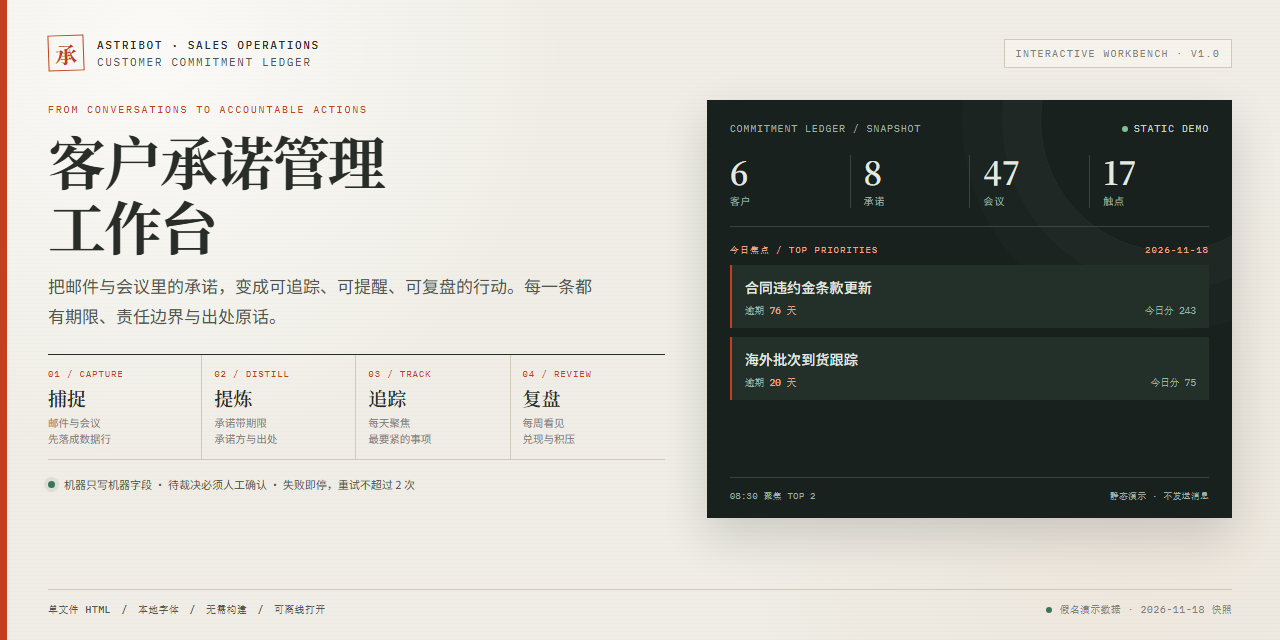 承
ASTRIBOT · SALES OPERATIONS
CUSTOMER COMMITMENT LEDGER
INTERACTIVE WORKBENCH · V1.0
FROM CONVERSATIONS TO ACCOUNTABLE ACTIONS
客户承诺管理
工作台
把邮件与会议里的承诺，变成可追踪、可提醒、可复盘的行动。每一条都
有期限、责任边界与出处原话。
01 / CAPTURE
捕捉
邮件与会议
先落成数据行
02 / DISTILL
提炼
承诺带期限
承诺方与出处
03 / TRACK
追踪
每天聚焦
最要紧的事项
04 / REVIEW
复盘
每周看见
兑现与积压
机器只写机器字段 · 待裁决必须人工确认 · 失败即停，重试不超过 2 次
COMMITMENT LEDGER / SNAPSHOT
STATIC DEMO
6
客户
8
承诺
47
会议
17
触点
今日焦点 / TOP PRIORITIES
2026-11-18
合同违约金条款更新
逾期 76 天
今日分 243
海外批次到货跟踪
逾期 20 天
今日分 75
08:30 聚焦 TOP 2
静态演示 · 不发送消息
单文件 HTML / 本地字体 / 无需构建 / 可离线打开
假名演示数据 · 2026-11-18 快照